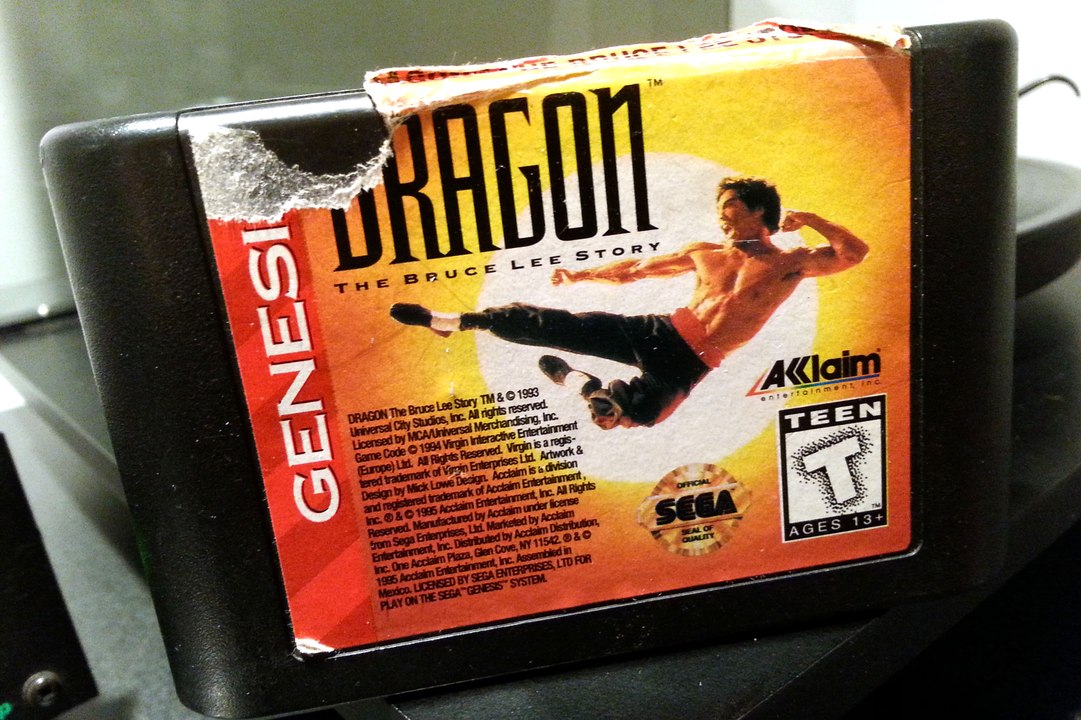 DRAGON™
THE BRUCE LEE STORY
GENESIS
DRAGON The Bruce Lee Story TM & © 1993
Universal City Studios, Inc. All rights reserved.
Licensed by MCA/Universal Merchandising, Inc.
Game Code © 1994 Virgin Interactive Entertainment
(Europe) Ltd. All Rights Reserved. Virgin is a regis-
tered trademark of Virgin Enterprises Ltd. Artwork &
Design by Mick Lowe Design. Acclaim is a division
and registered trademark of Acclaim Entertainment,
Inc. ® & © 1995 Acclaim Entertainment, Inc. All Rights
Reserved. Manufactured by Acclaim under license
from Sega Enterprises, Ltd. Marketed by Acclaim
Entertainment, Inc. Distributed by Acclaim Distribution,
Inc. One Acclaim Plaza, Glen Cove, NY 11542. ® & ©
1995 Acclaim Entertainment, Inc. Assembled in
Mexico. LICENSED BY SEGA ENTERPRISES, LTD FOR
PLAY ON THE SEGA™ GENESIS™ SYSTEM.
AKklaim
entertainment, inc.
OFFICIAL
SEGA
SEAL OF
QUALITY
TEEN
T
AGES 13+